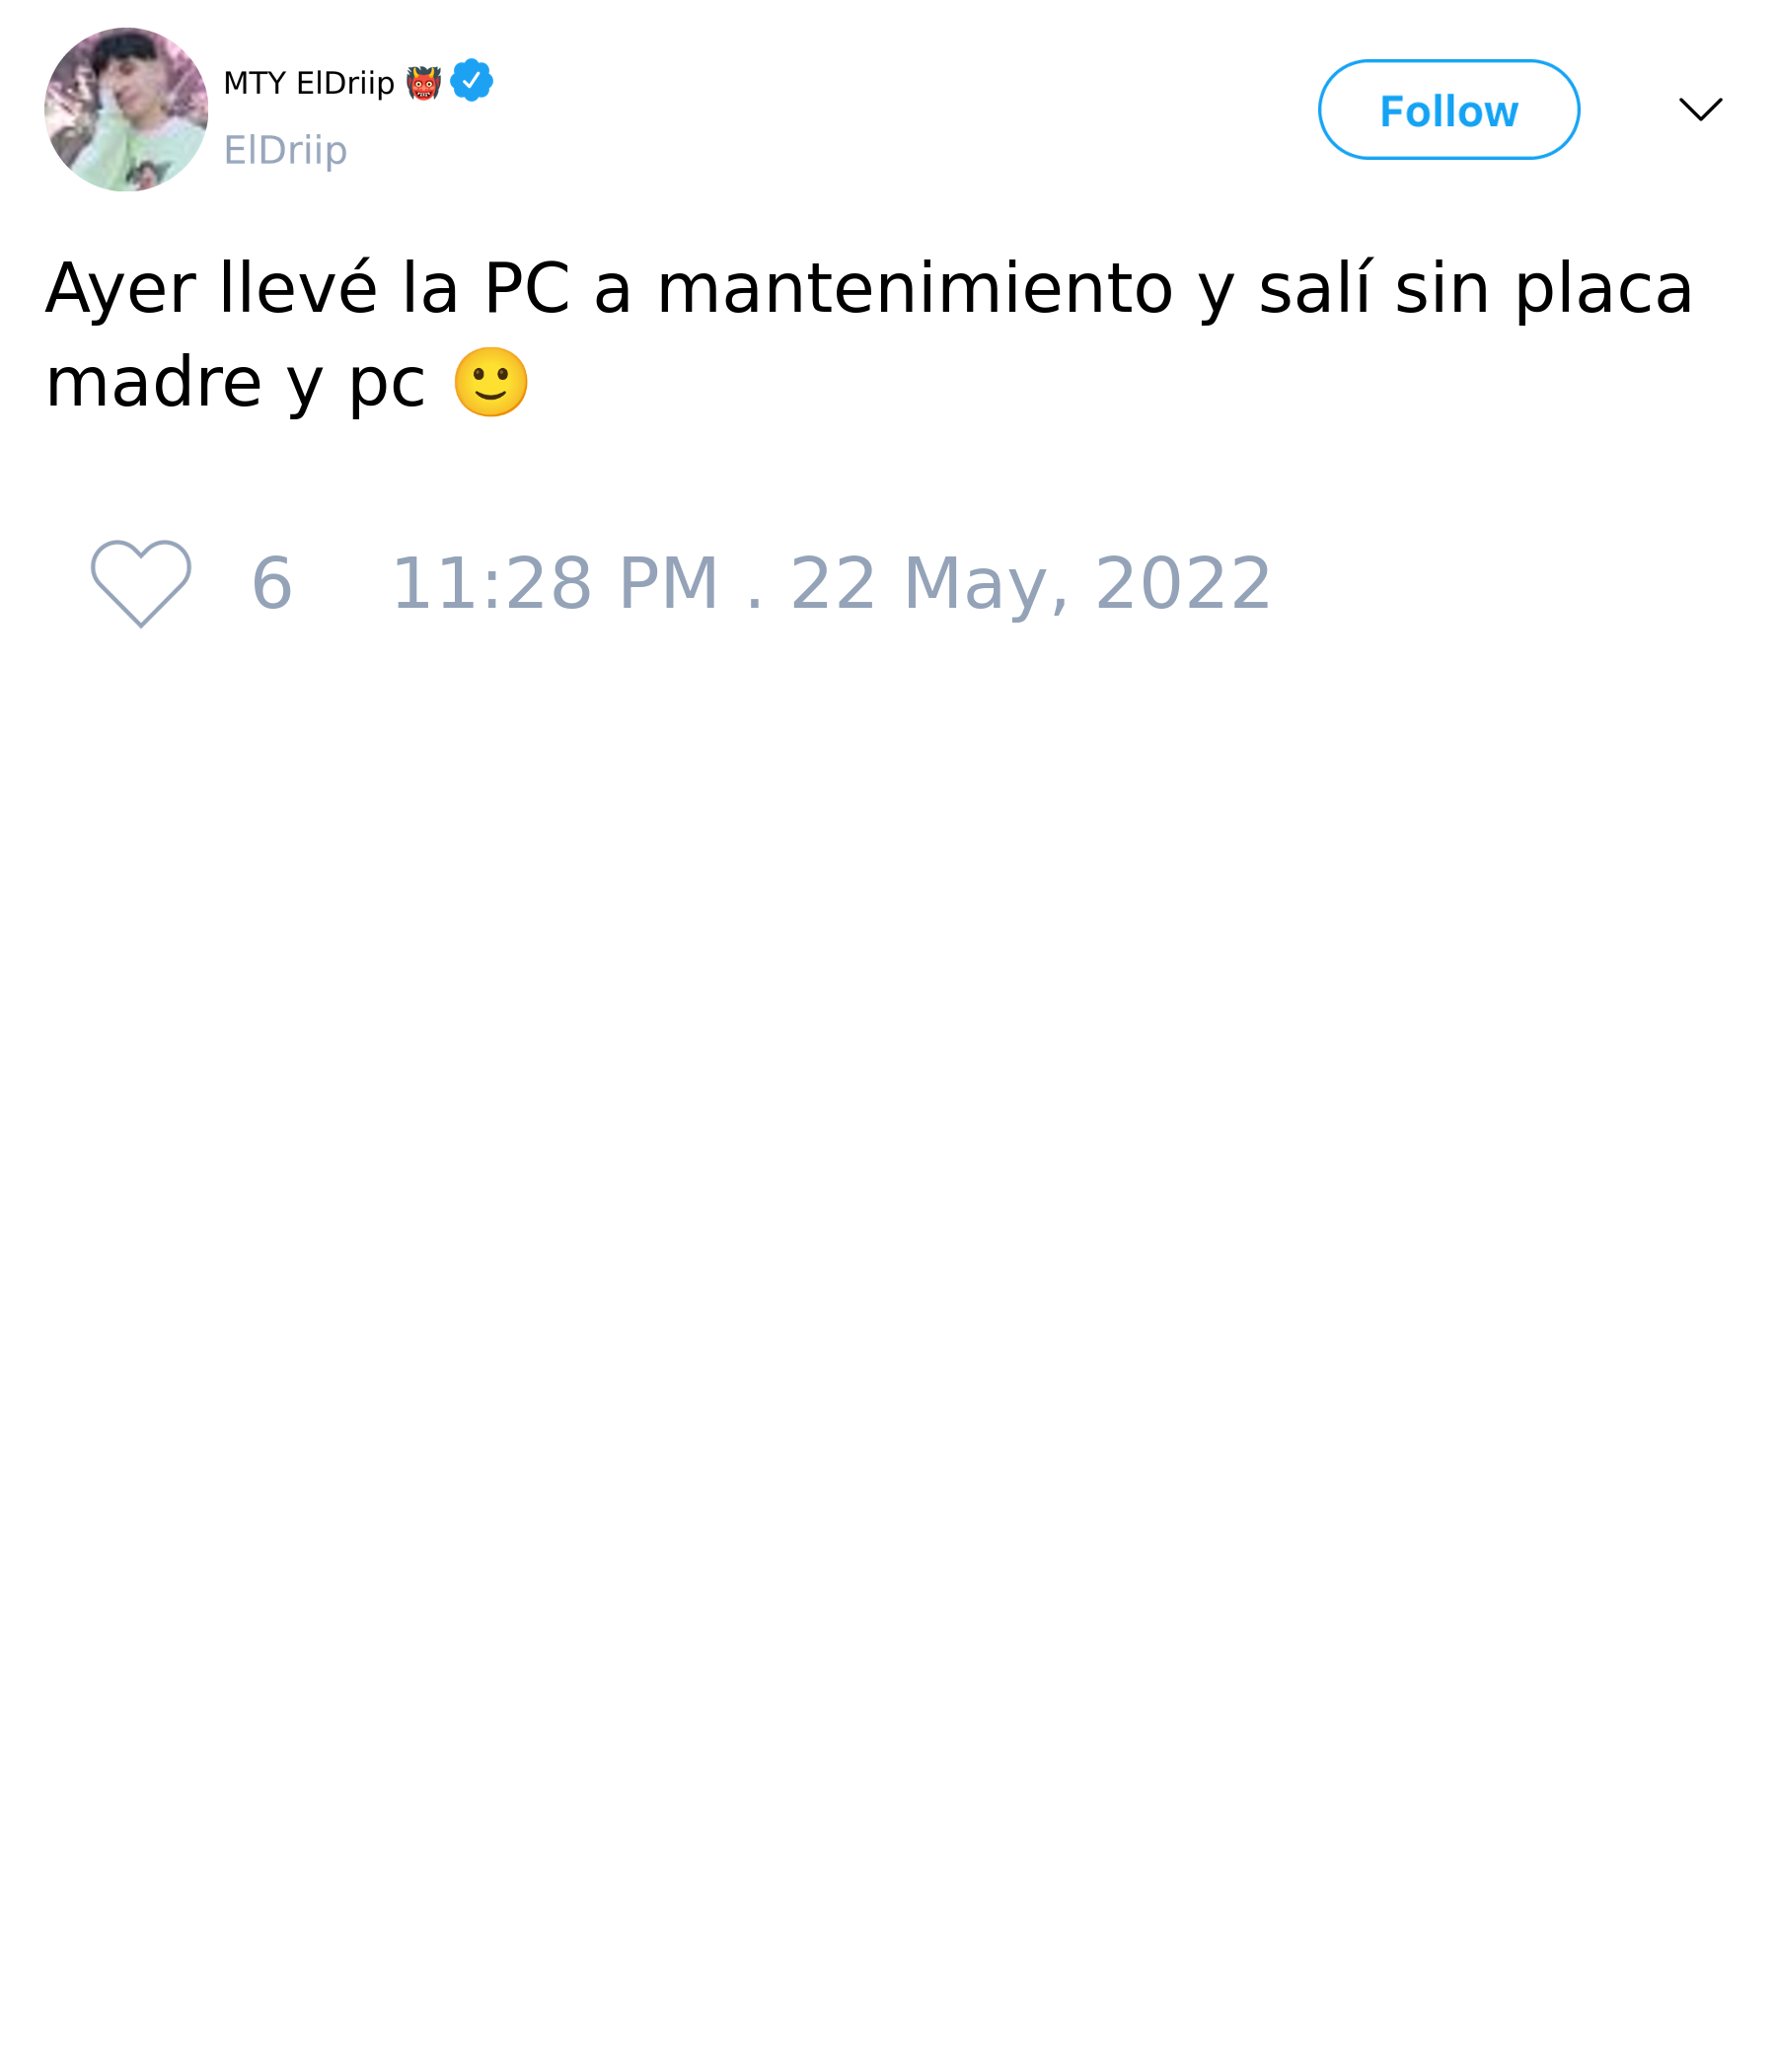 MTY ElDriip 👹
ElDriip
Follow
Ayer llevé la PC a mantenimiento y salí sin placa
madre y pc 🙂
6 11:28 PM . 22 May, 2022